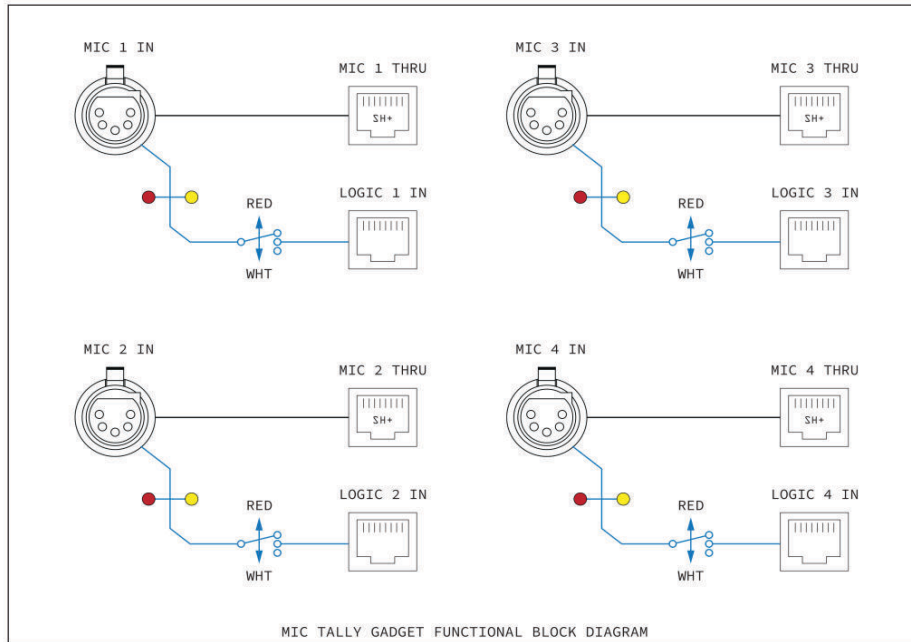 MIC 1 IN
MIC 1 THRU
SH+
LOGIC 1 IN
RED
WHT
MIC 3 IN
MIC 3 THRU
SH+
LOGIC 3 IN
RED
WHT
MIC 2 IN
MIC 2 THRU
SH+
LOGIC 2 IN
RED
WHT
MIC 4 IN
MIC 4 THRU
SH+
LOGIC 4 IN
RED
WHT
MIC TALLY GADGET FUNCTIONAL BLOCK DIAGRAM